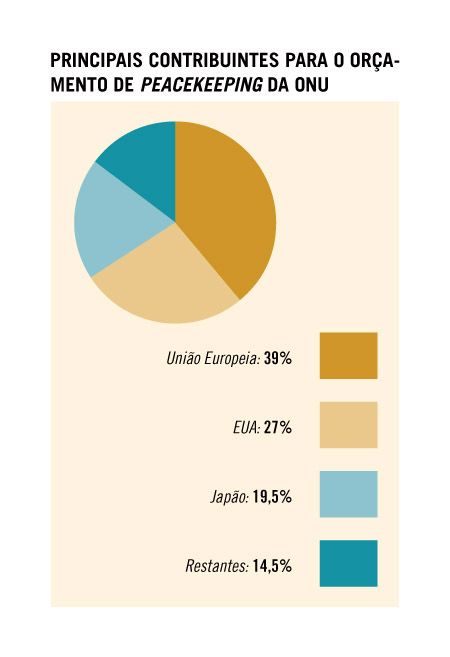 PRINCIPAIS CONTRIBUINTES PARA O ORÇA-
MENTO DE PEACEKEEPING DA ONU
União Europeia: 39%
EUA: 27%
Japão: 19,5%
Restantes: 14,5%